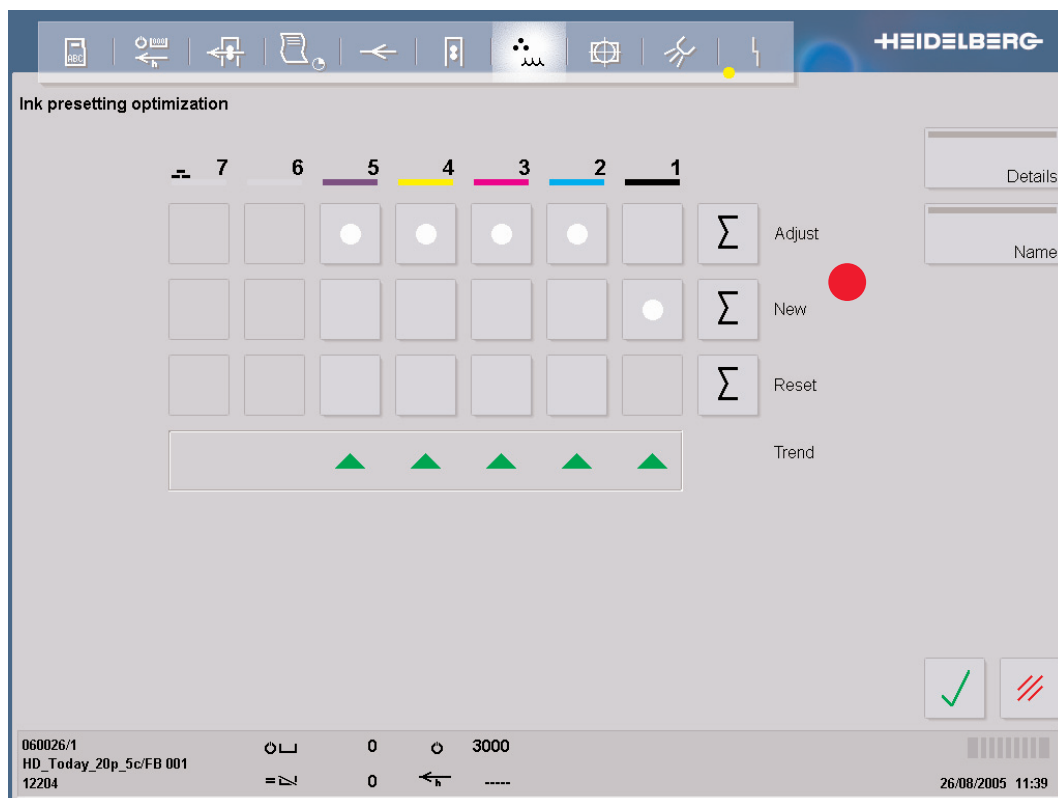 ABC
h
HEIDELBERG
Ink presetting optimization
7 6 5 4 3 2 1
Details
Σ Adjust
Name
Σ New
Σ Reset
Trend
060026/1
HD_Today_20p_5c/FB 001
12204
0 3000
= 0 h -----
26/08/2005 11:39